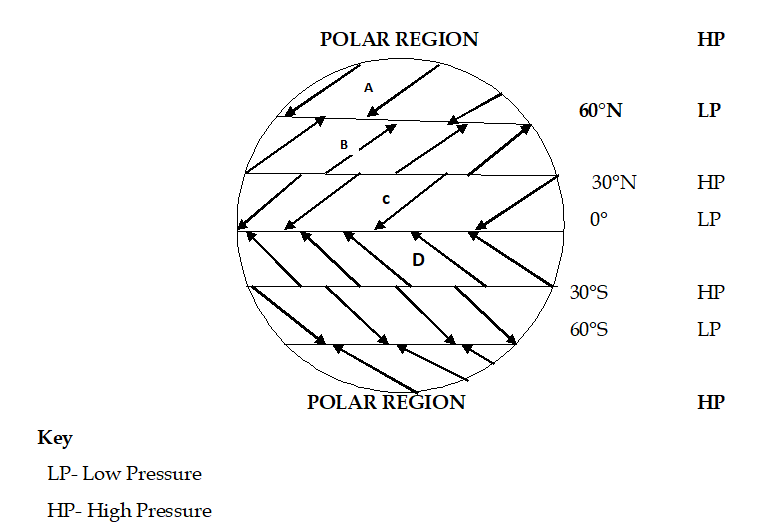 POLAR REGION HP
A
60°N LP
B
30°N HP
c
0° LP
D
30°S HP
60°S LP
POLAR REGION HP
Key
LP- Low Pressure
HP- High Pressure